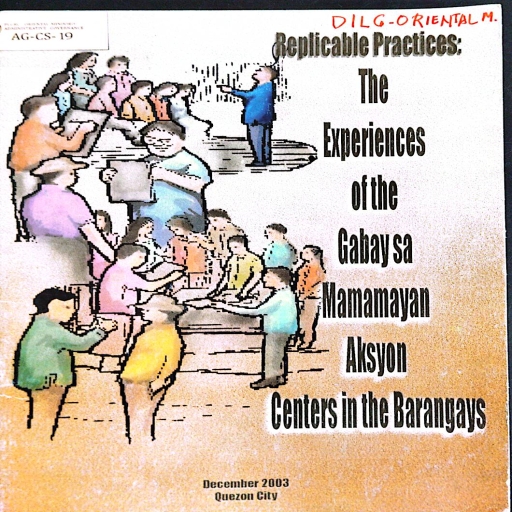 DILG-ORIENTAL M.
AG-CS-19
Replicable Practices:
The
Experiences
of the
Gabay sa
Mamamayan
Aksyon
Centers in the Barangays
December 2003
Quezon City